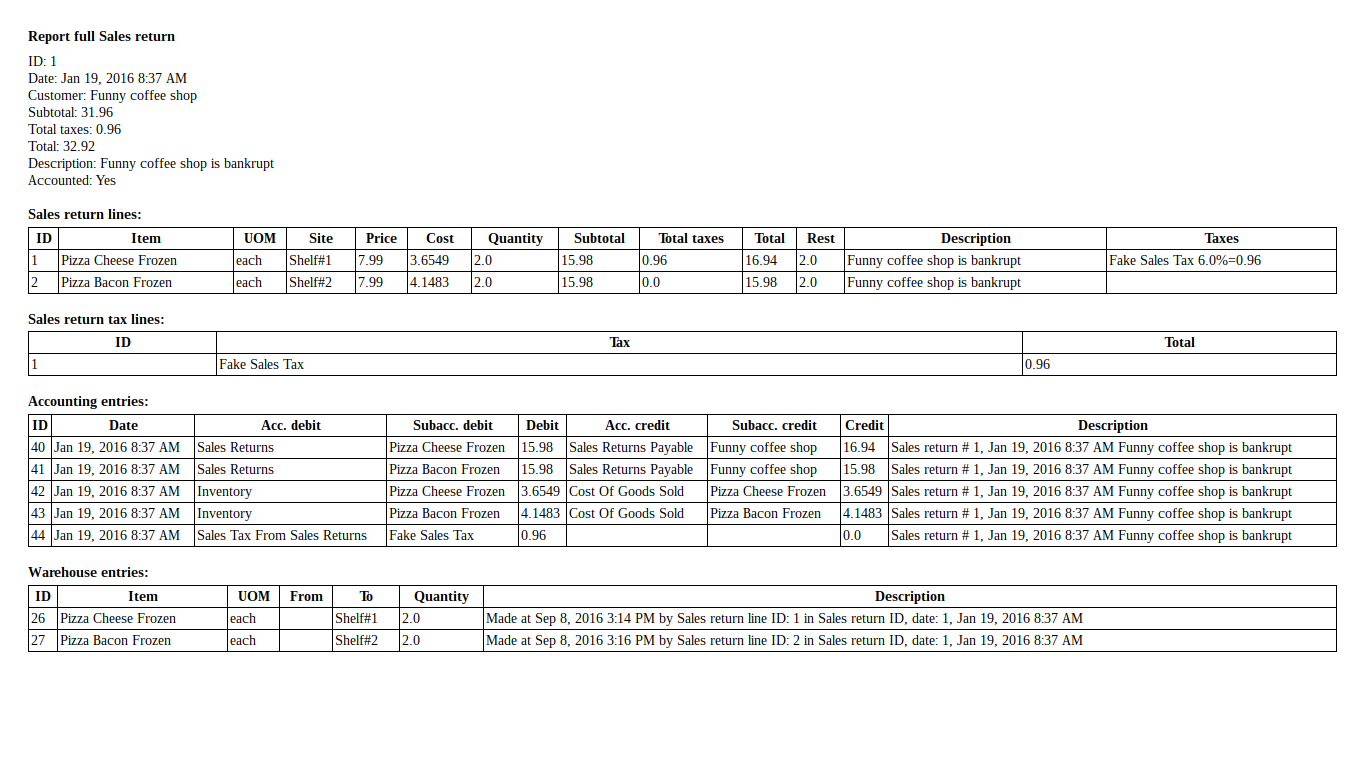 Report full Sales return
ID: 1
Date: Jan 19, 2016 8:37 AM
Customer: Funny coffee shop
Subtotal: 31.96
Total taxes: 0.96
Total: 32.92
Description: Funny coffee shop is bankrupt
Accounted: Yes
Sales return lines:
ID Item UOM Site Price Cost Quantity Subtotal Total taxes Total Rest Description Taxes
1 Pizza Cheese Frozen each Shelf#1 7.99 3.6549 2.0 15.98 0.96 16.94 2.0 Funny coffee shop is bankrupt Fake Sales Tax 6.0%=0.96
2 Pizza Bacon Frozen each Shelf#2 7.99 4.1483 2.0 15.98 0.0 15.98 2.0 Funny coffee shop is bankrupt
Sales return tax lines:
ID Tax Total
1 Fake Sales Tax 0.96
Accounting entries:
ID Date Acc. debit Subacc. debit Debit Acc. credit Subacc. credit Credit Description
40 Jan 19, 2016 8:37 AM Sales Returns Pizza Cheese Frozen 15.98 Sales Returns Payable Funny coffee shop 16.94 Sales return # 1, Jan 19, 2016 8:37 AM Funny coffee shop is bankrupt
41 Jan 19, 2016 8:37 AM Sales Returns Pizza Bacon Frozen 15.98 Sales Returns Payable Funny coffee shop 15.98 Sales return # 1, Jan 19, 2016 8:37 AM Funny coffee shop is bankrupt
42 Jan 19, 2016 8:37 AM Inventory Pizza Cheese Frozen 3.6549 Cost Of Goods Sold Pizza Cheese Frozen 3.6549 Sales return # 1, Jan 19, 2016 8:37 AM Funny coffee shop is bankrupt
43 Jan 19, 2016 8:37 AM Inventory Pizza Bacon Frozen 4.1483 Cost Of Goods Sold Pizza Bacon Frozen 4.1483 Sales return # 1, Jan 19, 2016 8:37 AM Funny coffee shop is bankrupt
44 Jan 19, 2016 8:37 AM Sales Tax From Sales Returns Fake Sales Tax 0.96 0.0 Sales return # 1, Jan 19, 2016 8:37 AM Funny coffee shop is bankrupt
Warehouse entries:
ID Item UOM From To Quantity Description
26 Pizza Cheese Frozen each Shelf#1 2.0 Made at Sep 8, 2016 3:14 PM by Sales return line ID: 1 in Sales return ID, date: 1, Jan 19, 2016 8:37 AM
27 Pizza Bacon Frozen each Shelf#2 2.0 Made at Sep 8, 2016 3:16 PM by Sales return line ID: 2 in Sales return ID, date: 1, Jan 19, 2016 8:37 AM